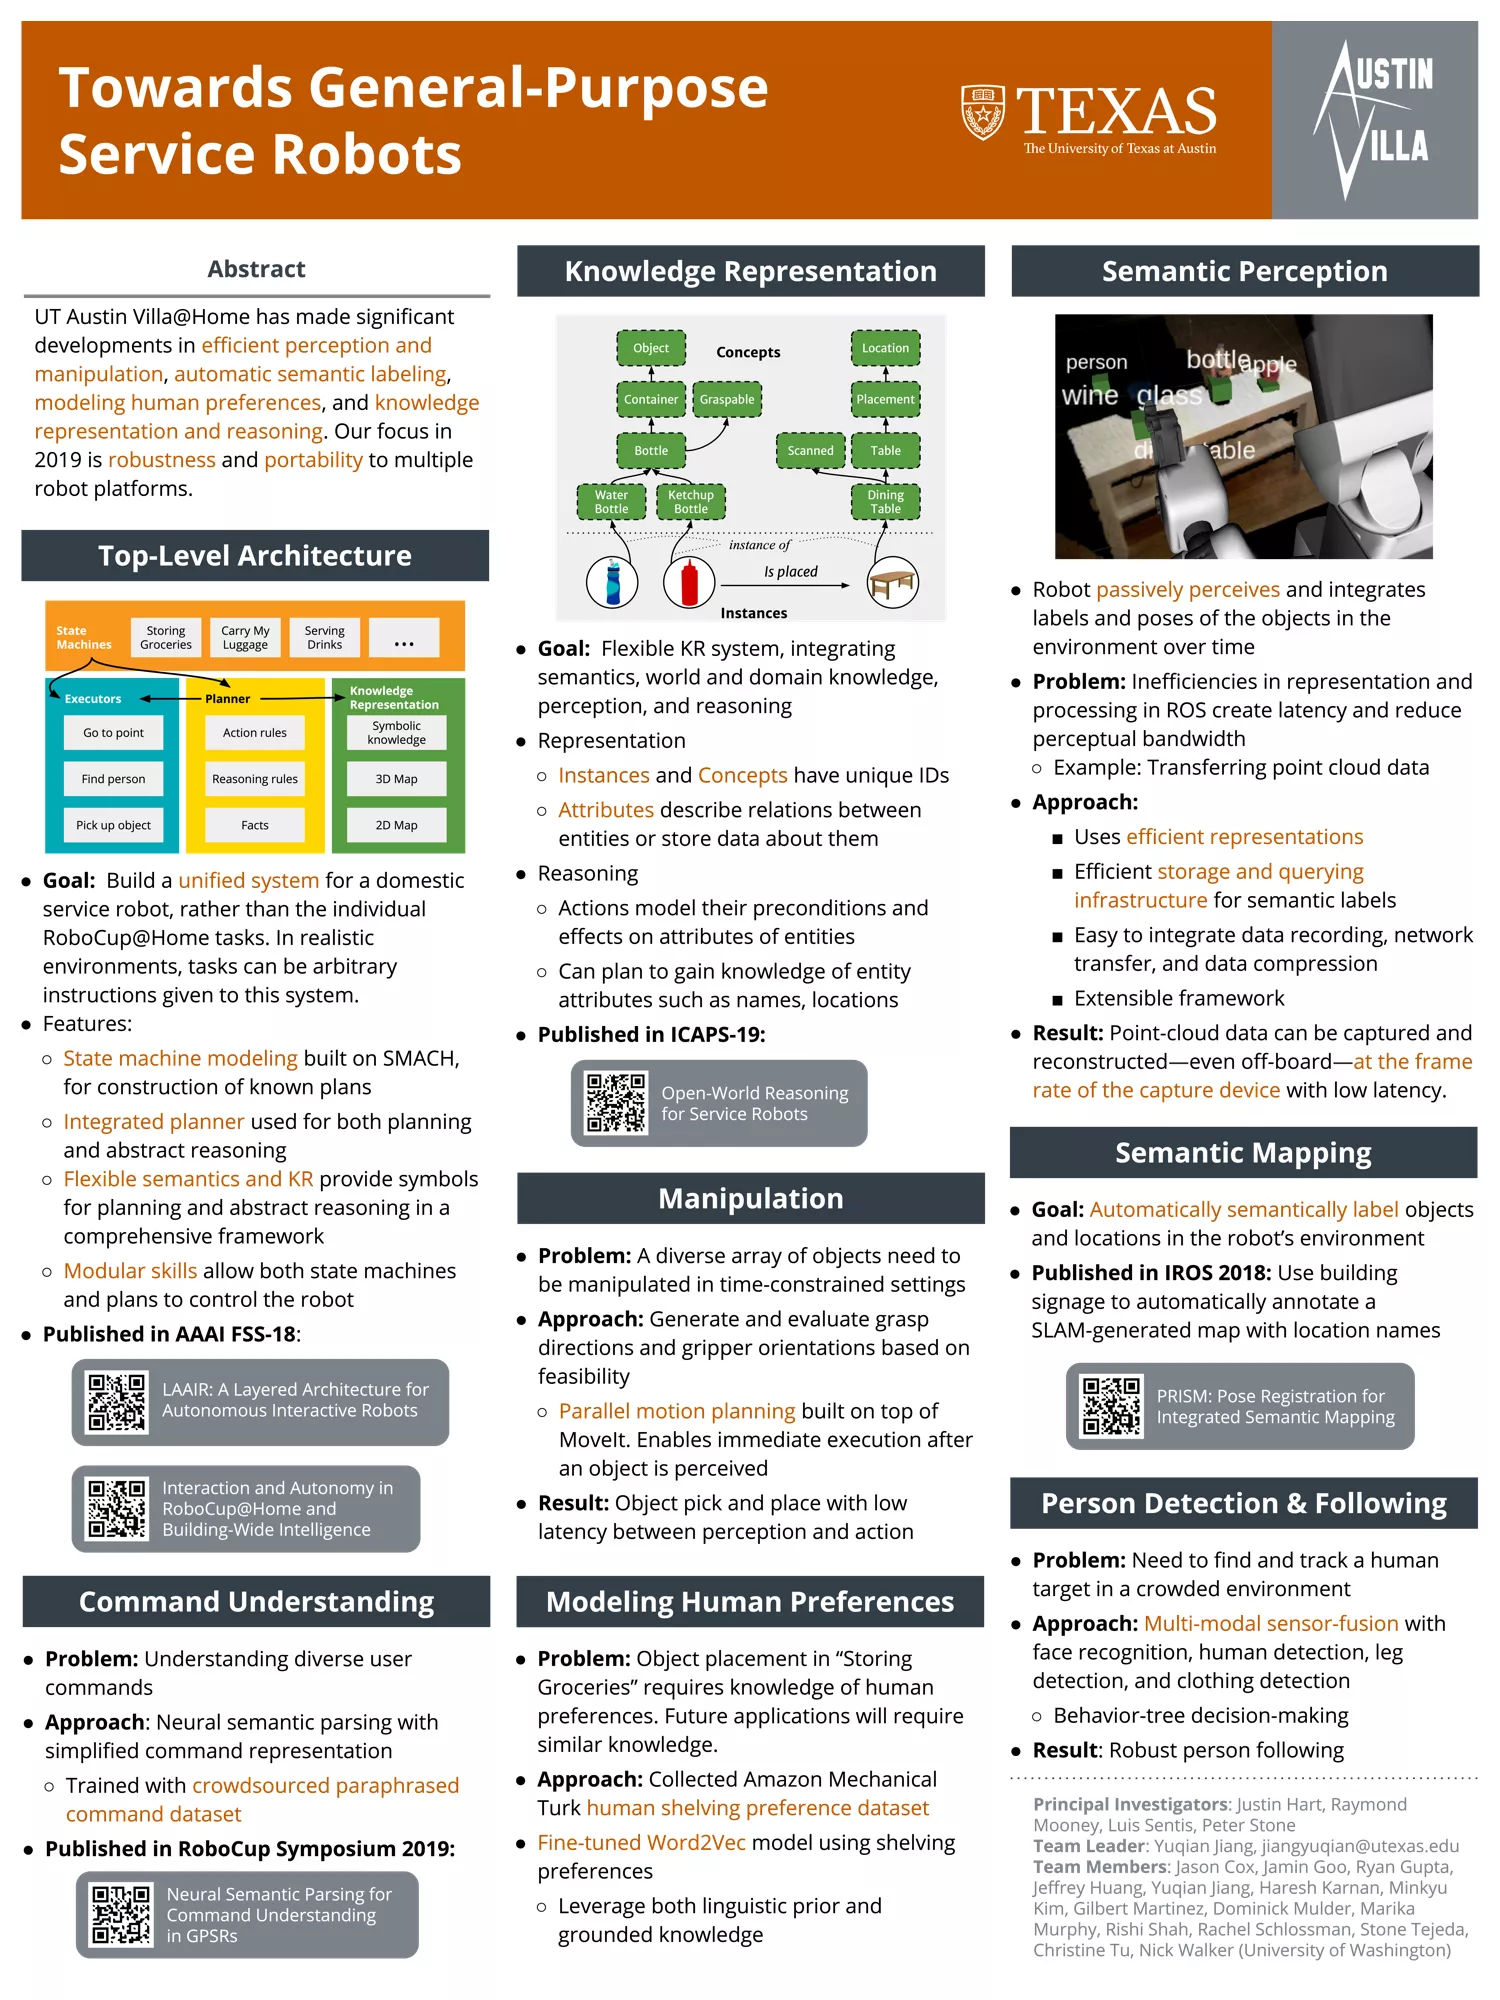 Towards General-Purpose
Service Robots
TEXAS
The University of Texas at Austin
AUSTIN
VILLA
Abstract
UT Austin Villa@Home has made significant
developments in efficient perception and
manipulation, automatic semantic labeling,
modeling human preferences, and knowledge
representation and reasoning. Our focus in
2019 is robustness and portability to multiple
robot platforms.
Top-Level Architecture
State
Machines
Storing
Groceries
Carry My
Luggage
Serving
Drinks
...
Executors
Planner
Knowledge
Representation
Go to point
Action rules
Symbolic
knowledge
Find person
Reasoning rules
3D Map
Pick up object
Facts
2D Map
● Goal: Build a unified system for a domestic
service robot, rather than the individual
RoboCup@Home tasks. In realistic
environments, tasks can be arbitrary
instructions given to this system.
● Features:
○ State machine modeling built on SMACH,
for construction of known plans
○ Integrated planner used for both planning
and abstract reasoning
○ Flexible semantics and KR provide symbols
for planning and abstract reasoning in a
comprehensive framework
○ Modular skills allow both state machines
and plans to control the robot
● Published in AAAI FSS-18:
LAAIR: A Layered Architecture for
Autonomous Interactive Robots
Interaction and Autonomy in
RoboCup@Home and
Building-Wide Intelligence
Command Understanding
● Problem: Understanding diverse user
commands
● Approach: Neural semantic parsing with
simplified command representation
○ Trained with crowdsourced paraphrased
command dataset
● Published in RoboCup Symposium 2019:
Neural Semantic Parsing for
Command Understanding
in GPSRs
Knowledge Representation
Object
Concepts
Location
Container
Graspable
Placement
Bottle
Scanned
Table
Water
Bottle
Ketchup
Bottle
Dining
Table
instance of
Is placed
Instances
● Goal: Flexible KR system, integrating
semantics, world and domain knowledge,
perception, and reasoning
● Representation
○ Instances and Concepts have unique IDs
○ Attributes describe relations between
entities or store data about them
● Reasoning
○ Actions model their preconditions and
effects on attributes of entities
○ Can plan to gain knowledge of entity
attributes such as names, locations
● Published in ICAPS-19:
Open-World Reasoning
for Service Robots
Manipulation
● Problem: A diverse array of objects need to
be manipulated in time-constrained settings
● Approach: Generate and evaluate grasp
directions and gripper orientations based on
feasibility
○ Parallel motion planning built on top of
MoveIt. Enables immediate execution after
an object is perceived
● Result: Object pick and place with low
latency between perception and action
Modeling Human Preferences
● Problem: Object placement in “Storing
Groceries” requires knowledge of human
preferences. Future applications will require
similar knowledge.
● Approach: Collected Amazon Mechanical
Turk human shelving preference dataset
● Fine-tuned Word2Vec model using shelving
preferences
○ Leverage both linguistic prior and
grounded knowledge
Semantic Perception
person
bottle
apple
wine glass
● Robot passively perceives and integrates
labels and poses of the objects in the
environment over time
● Problem: Inefficiencies in representation and
processing in ROS create latency and reduce
perceptual bandwidth
○ Example: Transferring point cloud data
● Approach:
■ Uses efficient representations
■ Efficient storage and querying
infrastructure for semantic labels
■ Easy to integrate data recording, network
transfer, and data compression
■ Extensible framework
● Result: Point-cloud data can be captured and
reconstructed—even off-board—at the frame
rate of the capture device with low latency.
Semantic Mapping
● Goal: Automatically semantically label objects
and locations in the robot’s environment
● Published in IROS 2018: Use building
signage to automatically annotate a
SLAM-generated map with location names
PRISM: Pose Registration for
Integrated Semantic Mapping
Person Detection & Following
● Problem: Need to find and track a human
target in a crowded environment
● Approach: Multi-modal sensor-fusion with
face recognition, human detection, leg
detection, and clothing detection
○ Behavior-tree decision-making
● Result: Robust person following
Principal Investigators: Justin Hart, Raymond
Mooney, Luis Sentis, Peter Stone
Team Leader: Yuqian Jiang, jiangyuqian@utexas.edu
Team Members: Jason Cox, Jamin Goo, Ryan Gupta,
Jeffrey Huang, Yuqian Jiang, Haresh Karnan, Minkyu
Kim, Gilbert Martinez, Dominick Mulder, Marika
Murphy, Rishi Shah, Rachel Schlossman, Stone Tejeda,
Christine Tu, Nick Walker (University of Washington)